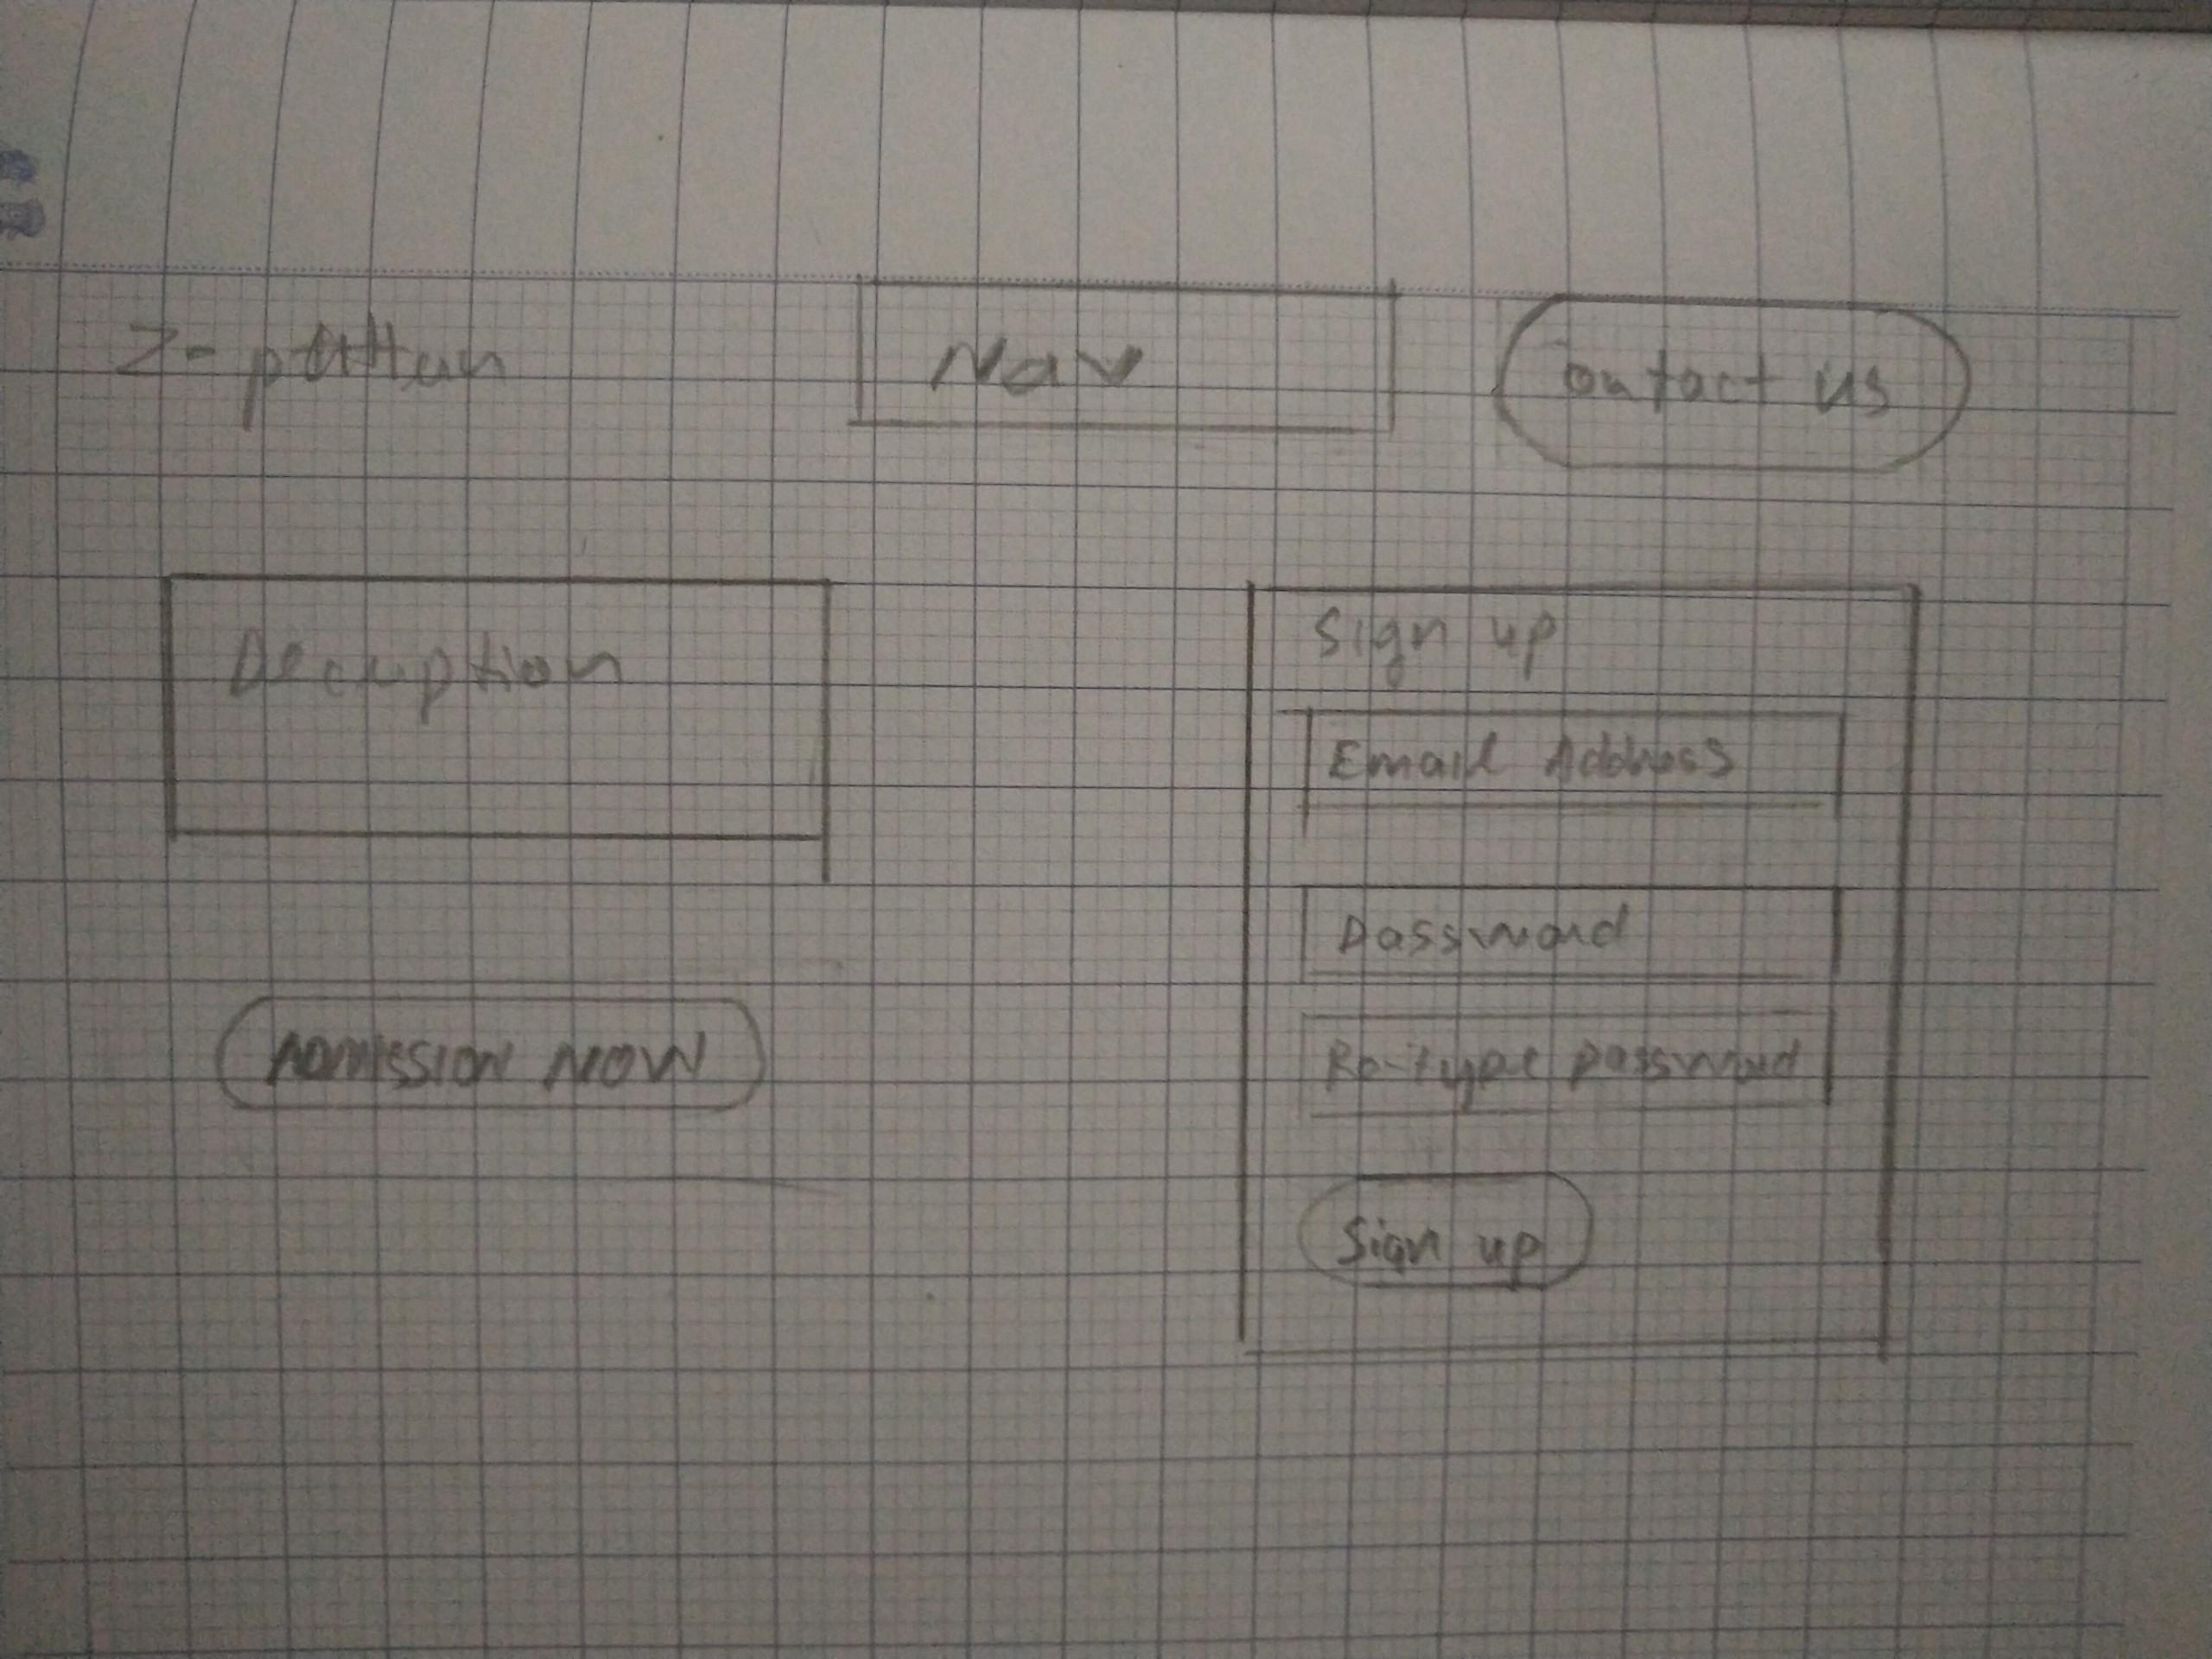 Z-pattern
Nav
Contact us
Decription
Sign up
Email Address
Password
Re-type password
ADMISSION NOW
Sign up